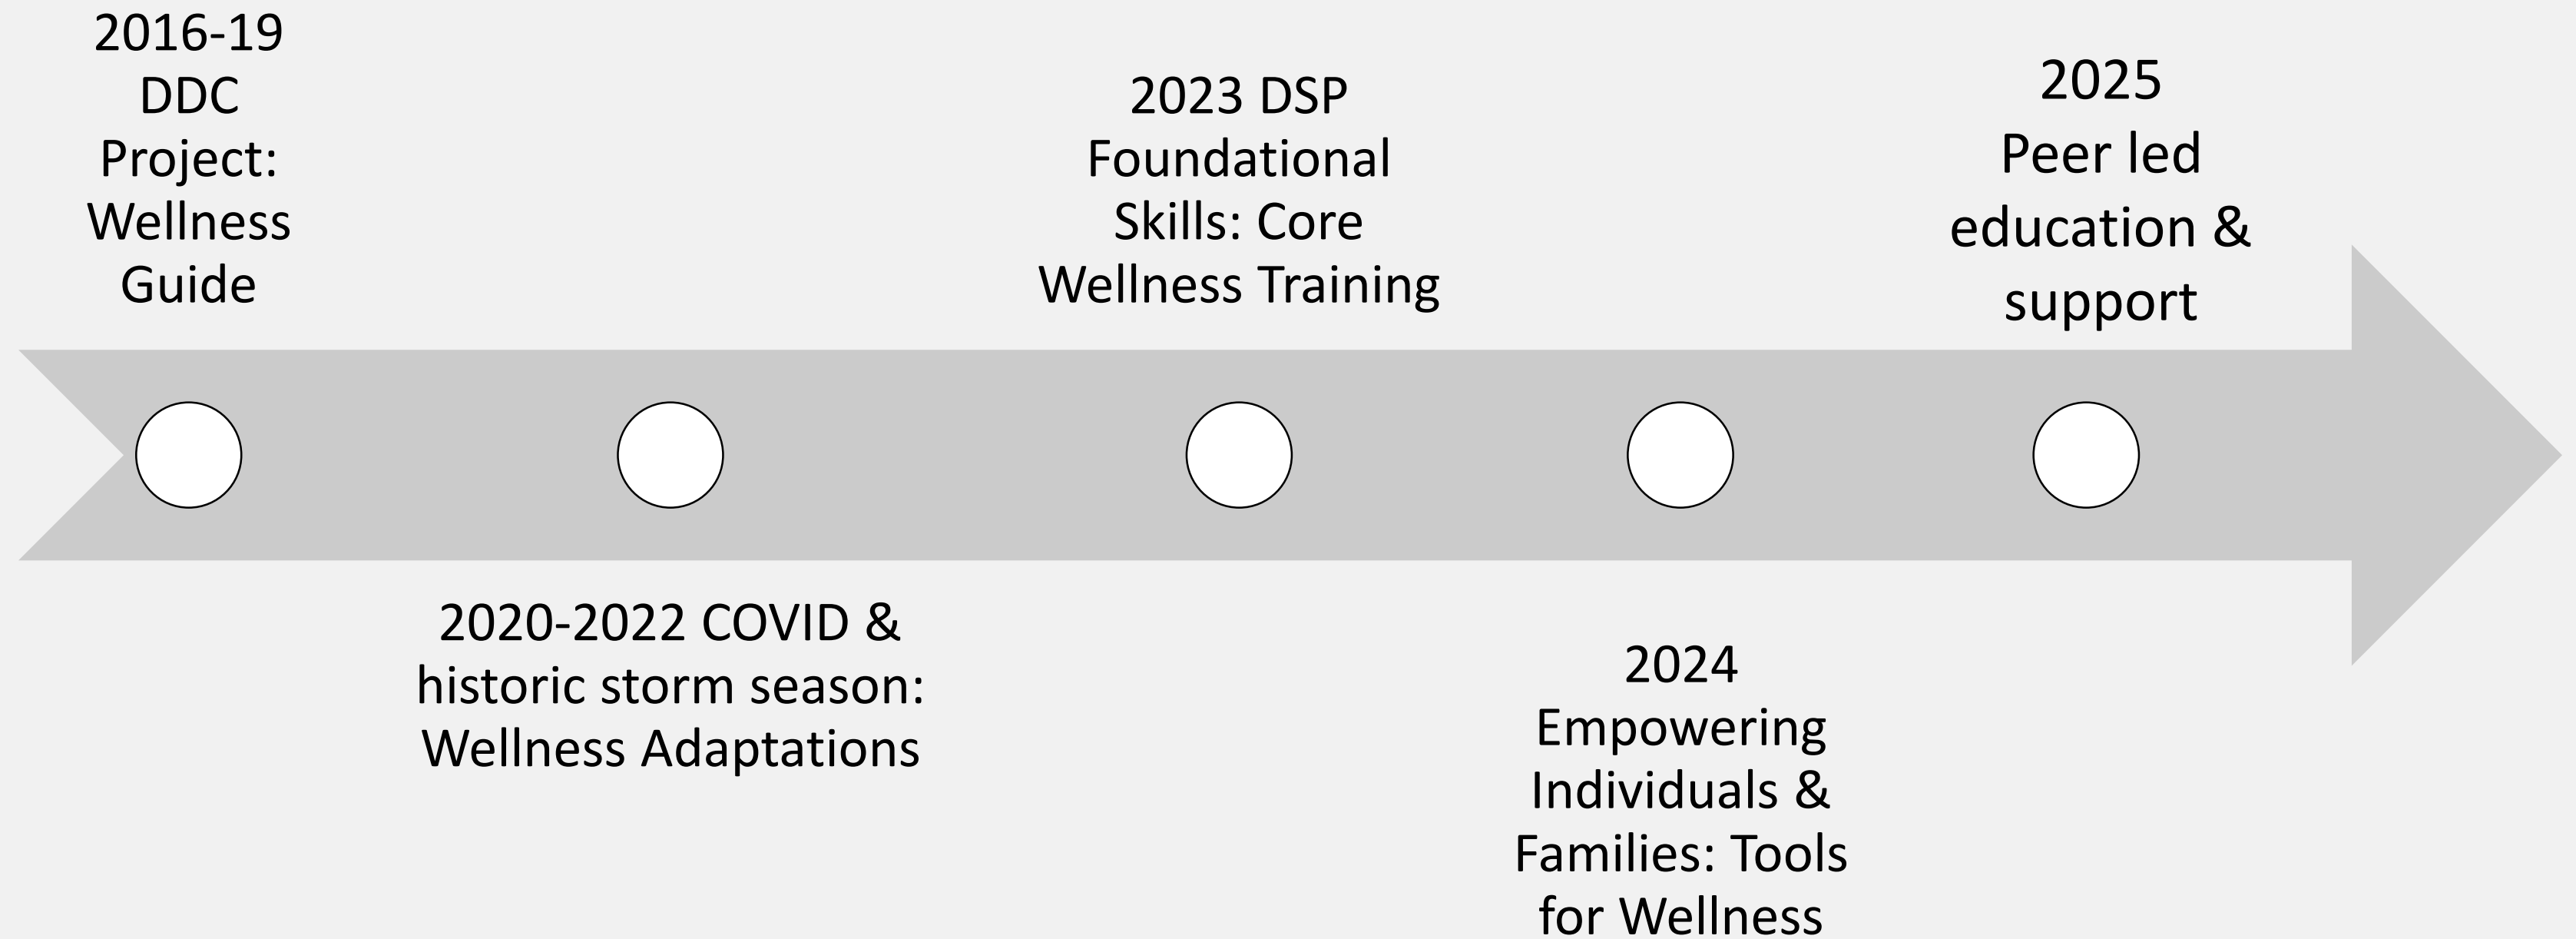 2016-19
DDC
Project:
Wellness
Guide
2020-2022 COVID &
historic storm season:
Wellness Adaptations
2023 DSP
Foundational
Skills: Core
Wellness Training
2024
Empowering
Individuals &
Families: Tools
for Wellness
2025
Peer led
education &
support